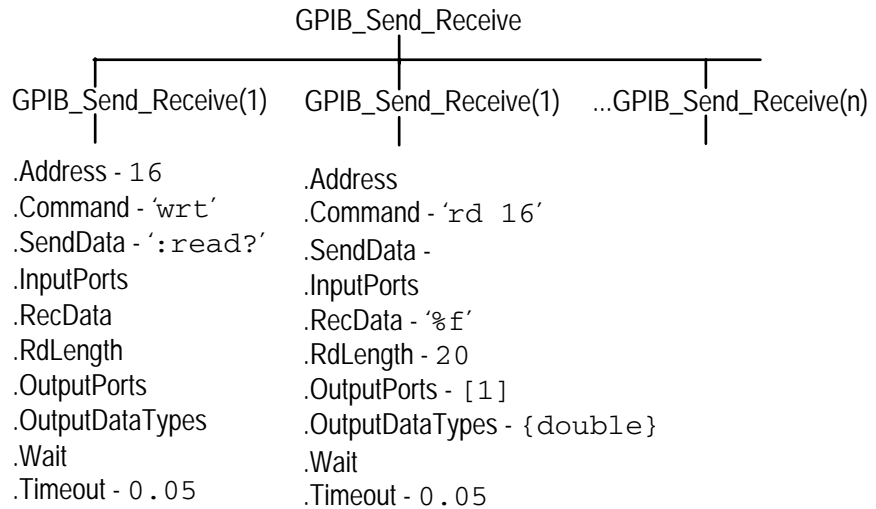 GPIB_Send_Receive
GPIB_Send_Receive(1)
GPIB_Send_Receive(1)
...GPIB_Send_Receive(n)
.Address - 16
.Command - ‘wrt’
.SendData - ‘:read?’
.InputPorts
.RecData
.RdLength
.OutputPorts
.OutputDataTypes
.Wait
.Timeout - 0.05
.Address
.Command - ‘rd 16’
.SendData -
.InputPorts
.RecData - ‘%f’
.RdLength - 20
.OutputPorts - [1]
.OutputDataTypes - {double}
.Wait
.Timeout - 0.05